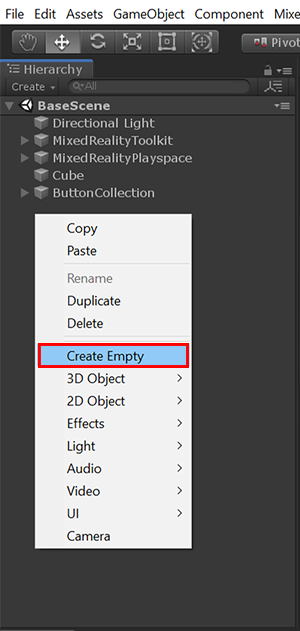 File Edit Assets GameObject Component Mixe
Pivot
Hierarchy
Create All
BaseScene
Directional Light
MixedRealityToolkit
MixedRealityPlayspace
Cube
ButtonCollection
Copy
Paste
Rename
Duplicate
Delete
Create Empty
3D Object
2D Object
Effects
Light
Audio
Video
UI
Camera